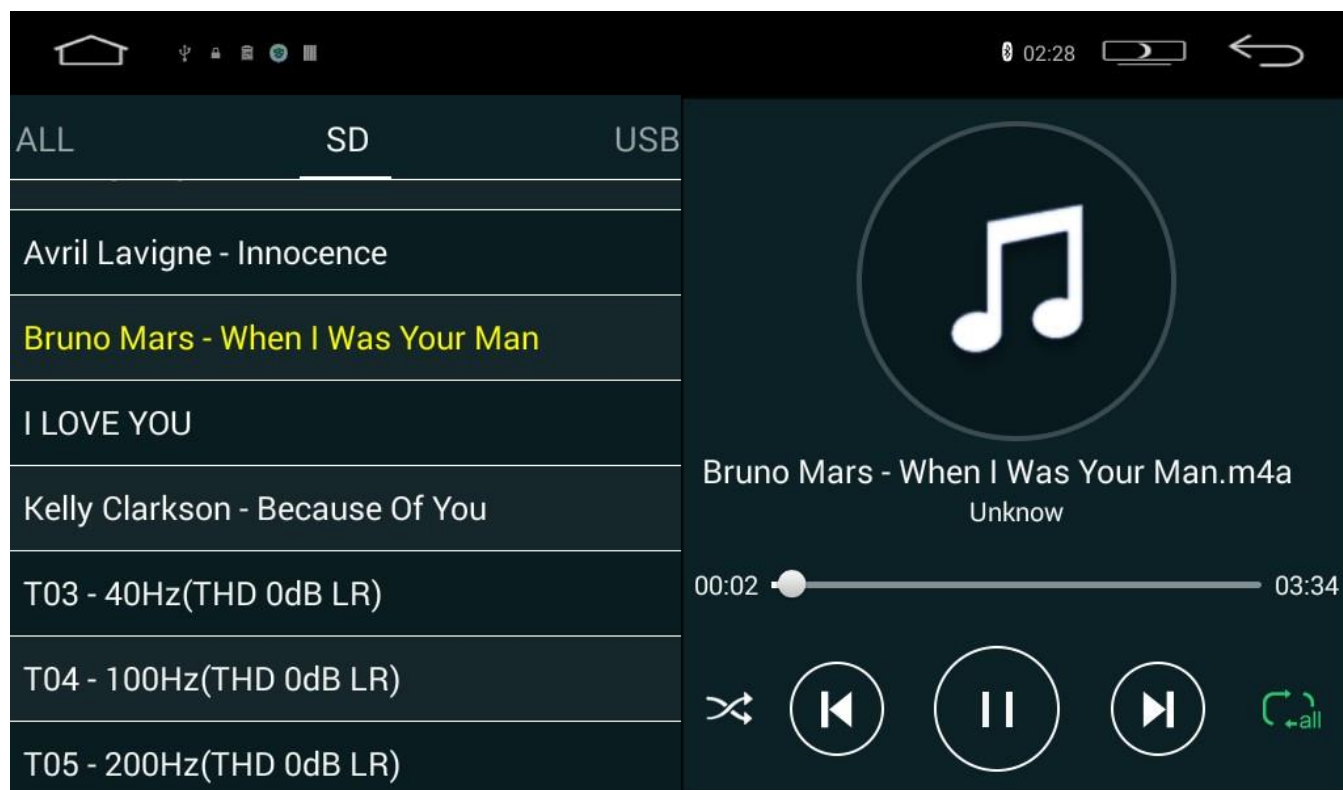 02:28
ALL SD USB
Avril Lavigne - Innocence
Bruno Mars - When I Was Your Man
I LOVE YOU
Kelly Clarkson - Because Of You
T03 - 40Hz(THD 0dB LR)
T04 - 100Hz(THD 0dB LR)
T05 - 200Hz(THD 0dB LR)
Bruno Mars - When I Was Your Man.m4a
Unknow
00:02 03:34
all